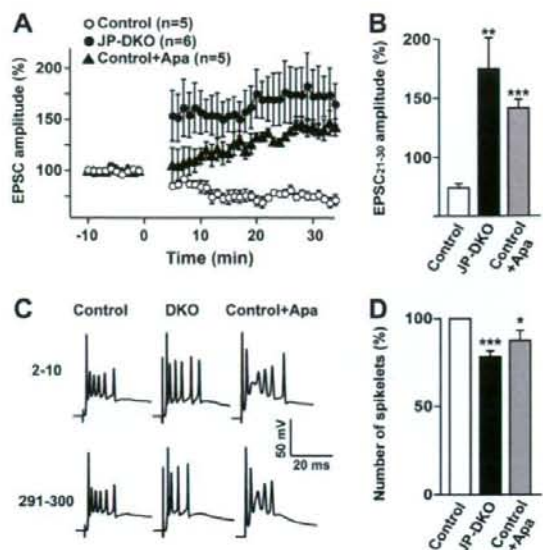 A
Control (n=5)
JP-DKO (n=6)
Control+Apa (n=5)
EPSC amplitude (%)
200
150
100
-10 0 10 20 30
Time (min)
B
EPSC21-30 amplitude (%)
200
150
100
**
***
Control
JP-DKO
Control
+Apa
C
Control DKO Control+Apa
2-10
291-300
50 mV
20 ms
D
Number of spikelets (%)
100
50
0
***
*
Control
JP-DKO
Control
+Apa